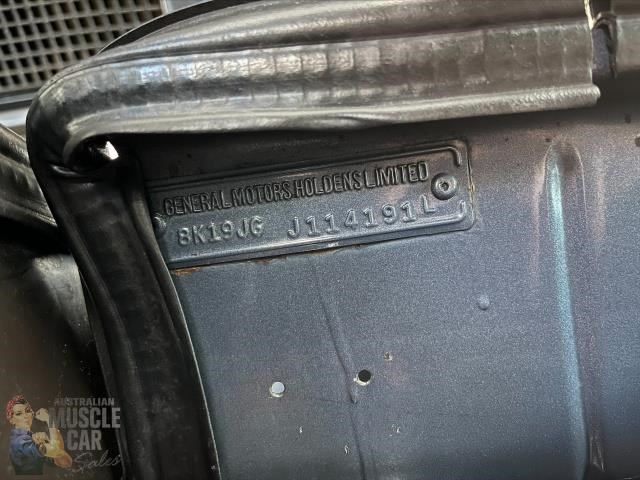 GENERAL MOTORS HOLDENS LIMITED
8K19JG J114191L
AUSTRALIAN
MUSCLE
CAR
Sales